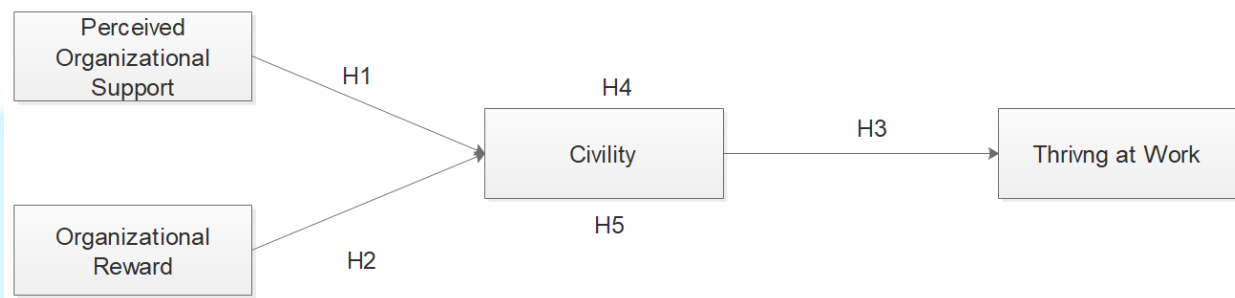 Perceived
Organizational
Support
H1
H4
Civility
H3
Thrivng at Work
H5
Organizational
Reward
H2